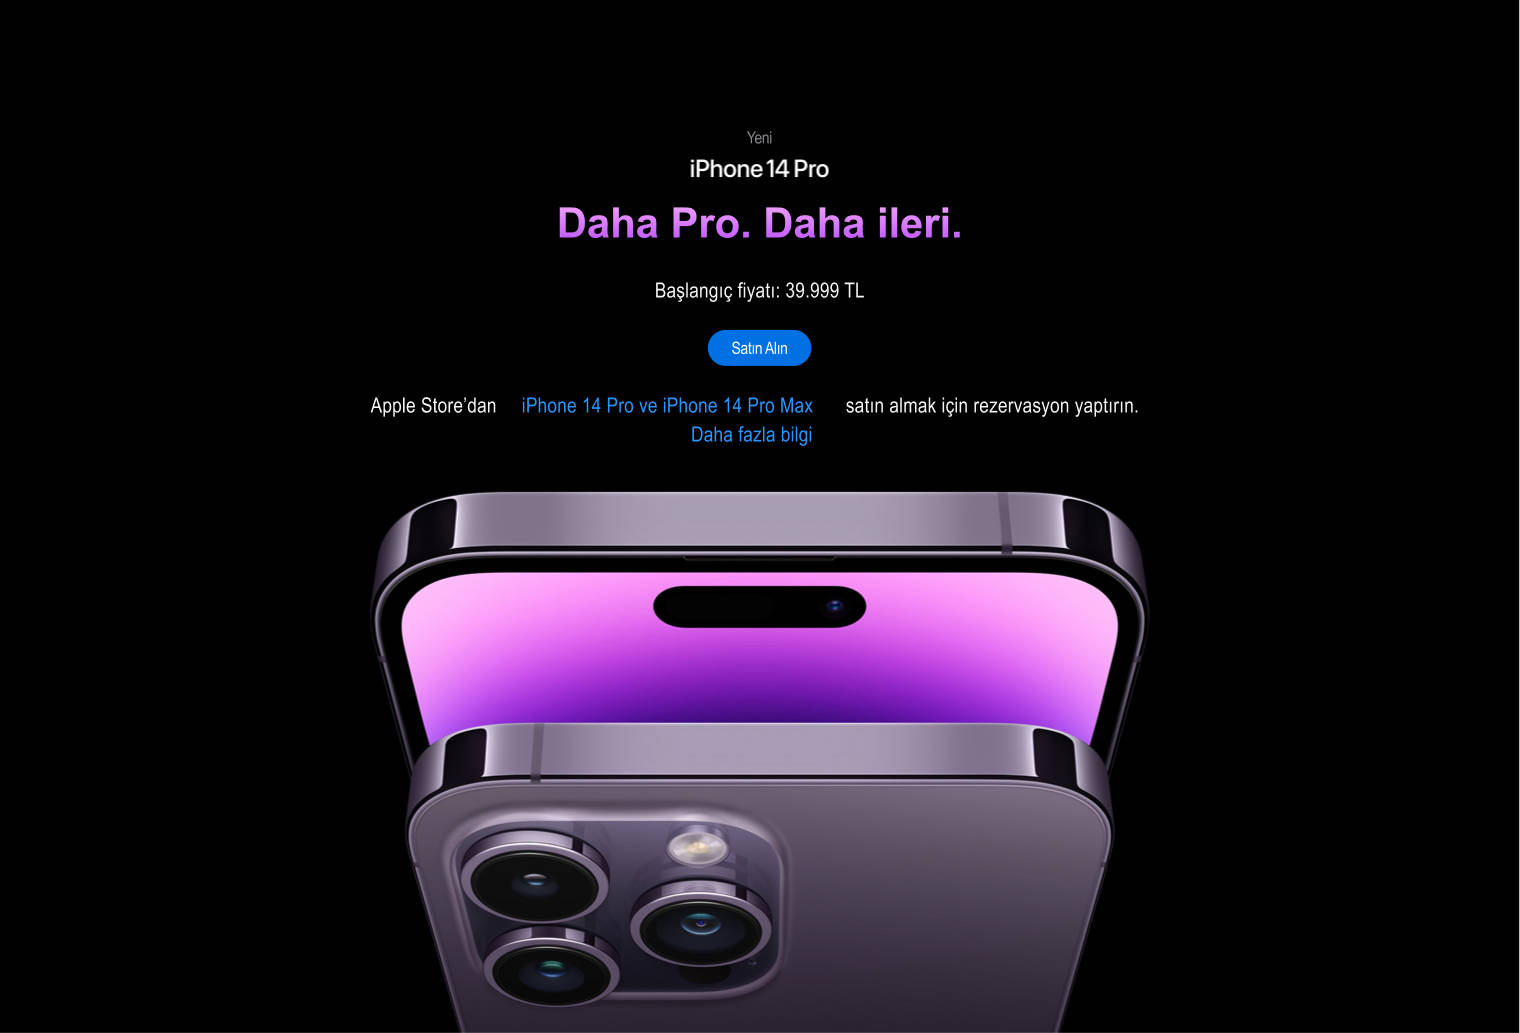 Yeni
iPhone 14 Pro
Daha Pro. Daha ileri.
Başlangıç fiyatı: 39.999 TL
Satın Alın
Apple Store’dan iPhone 14 Pro ve iPhone 14 Pro Max satın almak için rezervasyon yaptırın.
Daha fazla bilgi